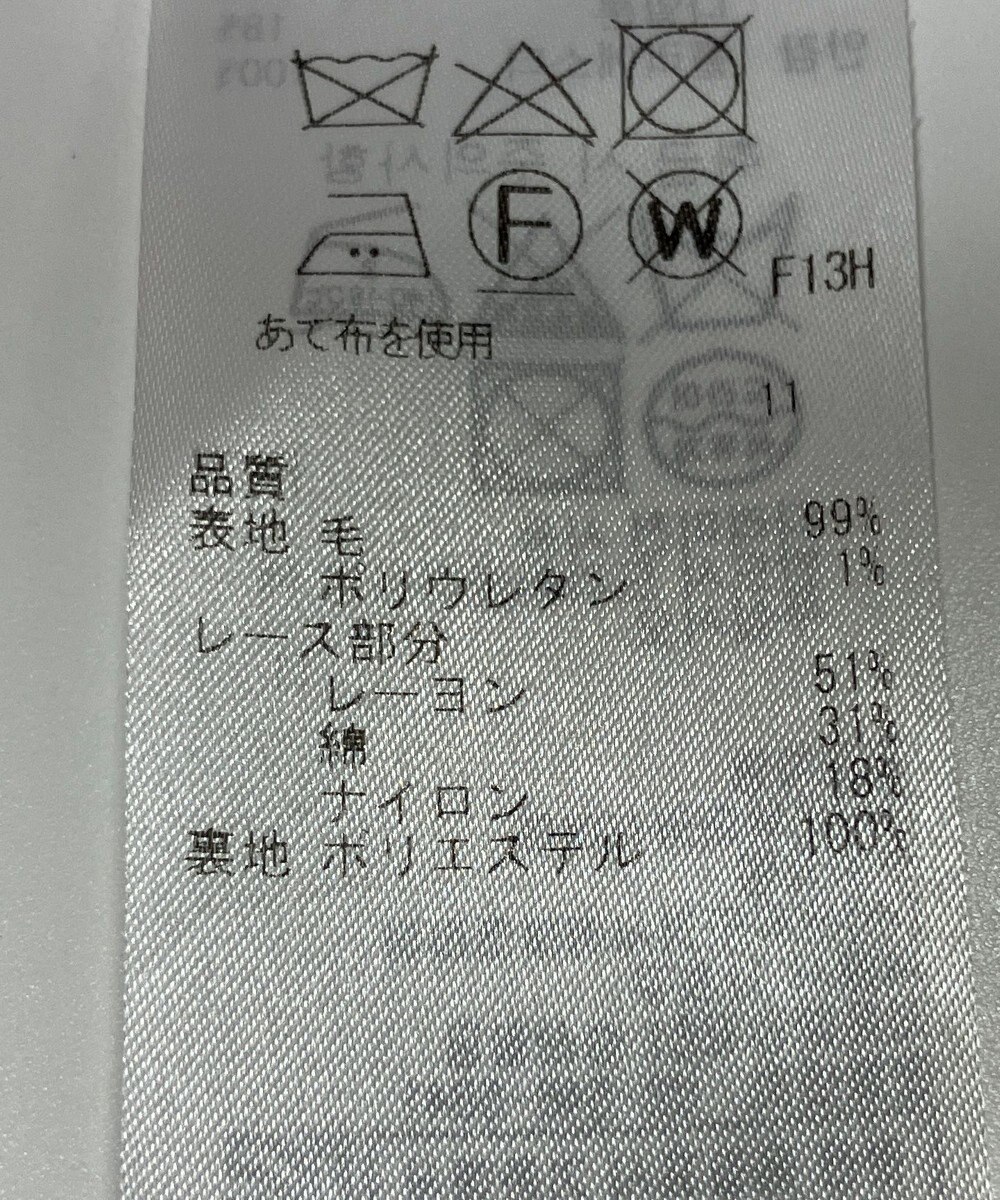 F W F13H
あて布を使用
11
品質
表地 毛 99%
ポリウレタン 1%
レース部分
レーヨン 51%
綿 31%
ナイロン 18%
裏地 ポリエステル 100%